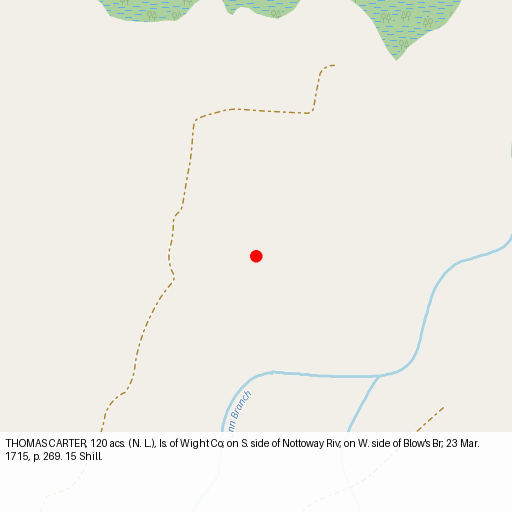 nn Branch
THOMAS CARTER, 120 acs. (N. L.), Is. of Wight Co; on S. side of Nottoway Riv; on W. side of Blow's Br; 23 Mar.
1715, p. 269. 15 Shill.